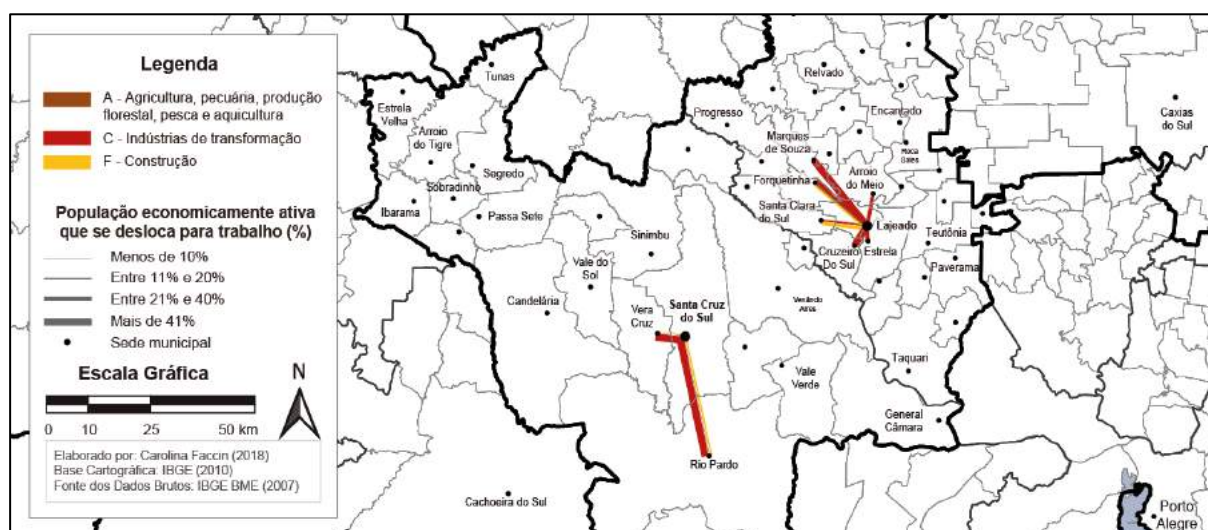 Legenda
A - Agricultura, pecuária, produção
florestal, pesca e aquicultura
C - Indústrias de transformação
F - Construção
População economicamente ativa
que se desloca para trabalho (%)
Menos de 10%
Entre 11% e 20%
Entre 21% e 40%
Mais de 41%
Sede municipal
Escala Gráfica
N
0 10 25 50 km
Elaborado por: Carolina Faccin (2018)
Base Cartográfica: IBGE (2010)
Fonte dos Dados Brutos: IBGE BME (2007)
Tunas
Estrela
Velha
Arroio
do Tigre
Segredo
Sobradinho
Ibarama
Passa Sete
Relvado
Progresso
Encantado
Marques
de Souza
Roca
Sales
Caxias
do Sul
Forquetinha
Arroio
do Meio
Santa Clara
do Sul
Lajeado
Teutônia
Cruzeiro
Do Sul
Estrela
Paverama
Sinimbu
Vale do
Sol
Candelária
Vera
Cruz
Santa Cruz
do Sul
Venâncio
Aires
Vale
Verde
Taquari
General
Câmara
Rio Pardo
Cachoeira do Sul
Porto
Alegre